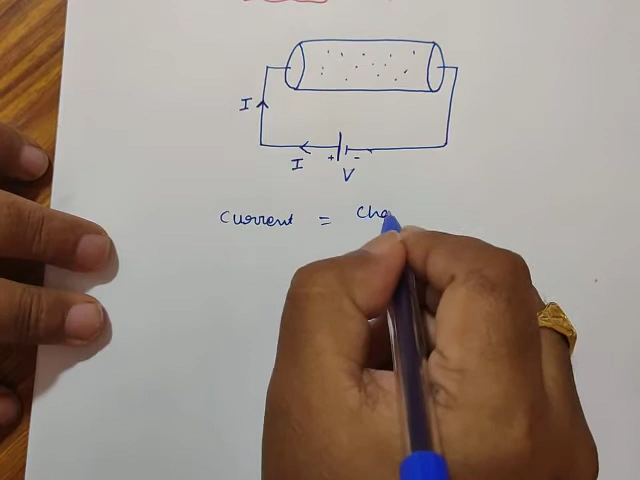 I
I
+ -
V
Current = Cha